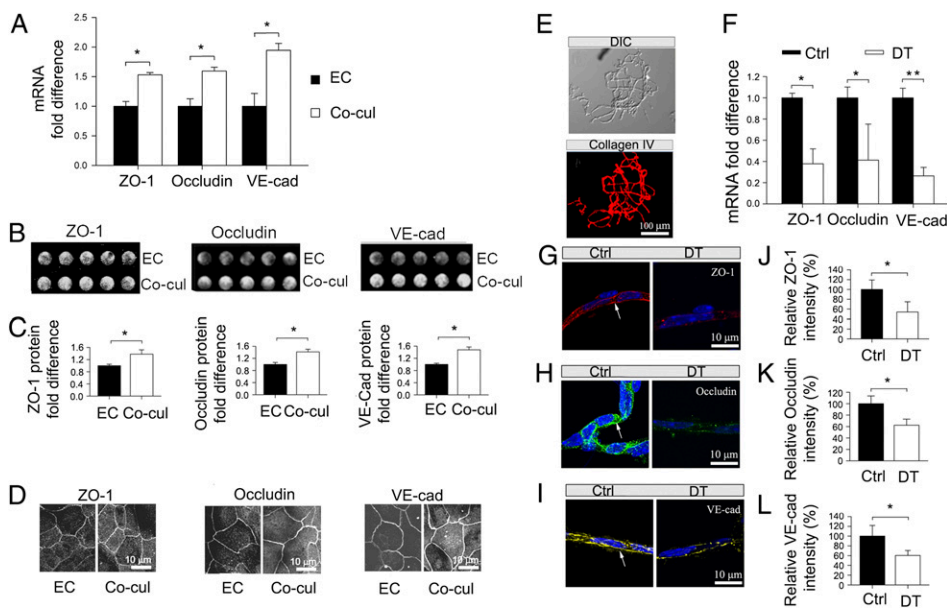 A
mRNA
fold difference
2.5
2.0
1.5
1.0
0.5
0.0
*
*
*
EC
Co-cul
ZO-1 Occludin VE-cad
B
ZO-1 Occludin VE-cad
EC EC EC
Co-cul Co-cul Co-cul
C
ZO-1 protein
fold difference
1.6
1.2
0.8
0.4
0.0
*
EC Co-cul
Occludin protein
fold difference
1.6
1.2
0.8
0.4
0.0
*
EC Co-cul
VE-Cad protein
fold difference
1.6
1.2
0.8
0.4
0.0
*
EC Co-cul
D
ZO-1 Occludin VE-cad
10 μm 10 μm 10 μm
EC Co-cul EC Co-cul EC Co-cul
E
DIC
Collagen IV
100 μm
F
Ctrl DT
mRNA fold difference
1.4
1.2
1.0
0.8
0.6
0.4
0.2
0
*
*
**
ZO-1 Occludin VE-cad
G
Ctrl DT
ZO-1
10 μm
H
Ctrl DT
Occludin
10 μm
I
Ctrl DT
VE-cad
10 μm
J
Relative ZO-1
intensity (%)
140
120
100
80
60
40
20
0
*
Ctrl DT
K
Relative Occludin
intensity (%)
140
120
100
80
60
40
20
0
*
Ctrl DT
L
Relative VE-cad
intensity (%)
140
120
100
80
60
40
20
0
*
Ctrl DT